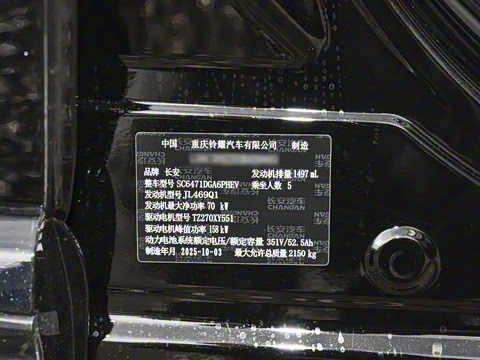 中国 重庆铃耀汽车有限公司 制造
品牌 长安 发动机排量 1497 mL
整车型号 SC6471DGA6PHEV 乘坐人数 5
发动机型号 JL469Q1
发动机最大净功率 70 kW
驱动电机型号 TZ270XY551
驱动电机峰值功率 158 kW
动力电池系统额定电压/额定容量 351V/52.5Ah
制造年月 2025-10-03 最大允许总质量 2150 kg